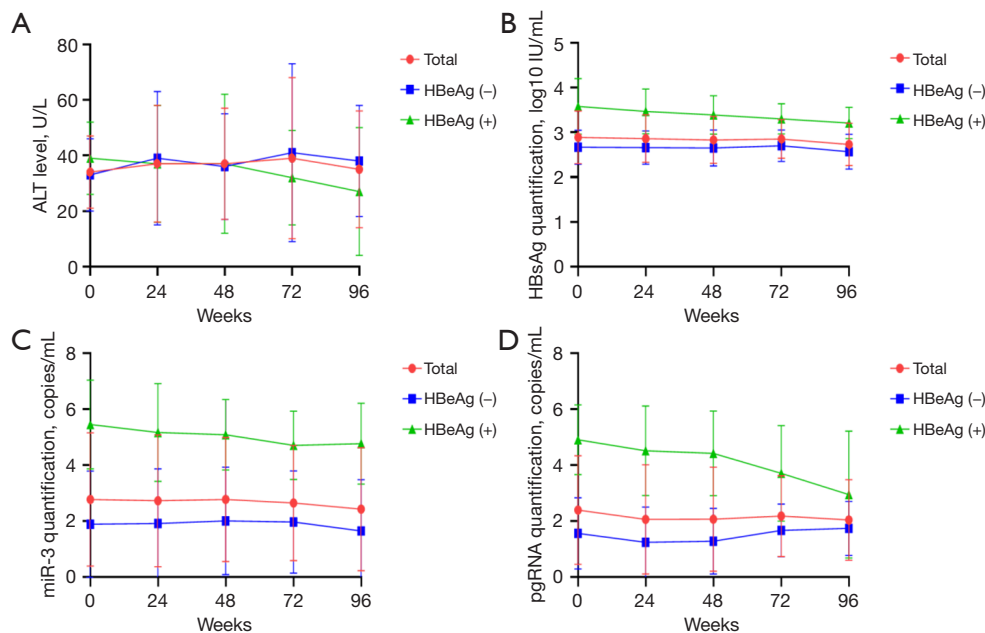 A
ALT level, U/L
80
60
40
20
0
0 24 48 72 96
Weeks
Total
HBeAg (–)
HBeAg (+)
B
HBsAg quantification, log10 IU/mL
5
4
3
2
1
0
0 24 48 72 96
Weeks
Total
HBeAg (–)
HBeAg (+)
C
miR-3 quantification, copies/mL
8
6
4
2
0
0 24 48 72 96
Weeks
Total
HBeAg (–)
HBeAg (+)
D
pgRNA quantification, copies/mL
8
6
4
2
0
0 24 48 72 96
Weeks
Total
HBeAg (–)
HBeAg (+)